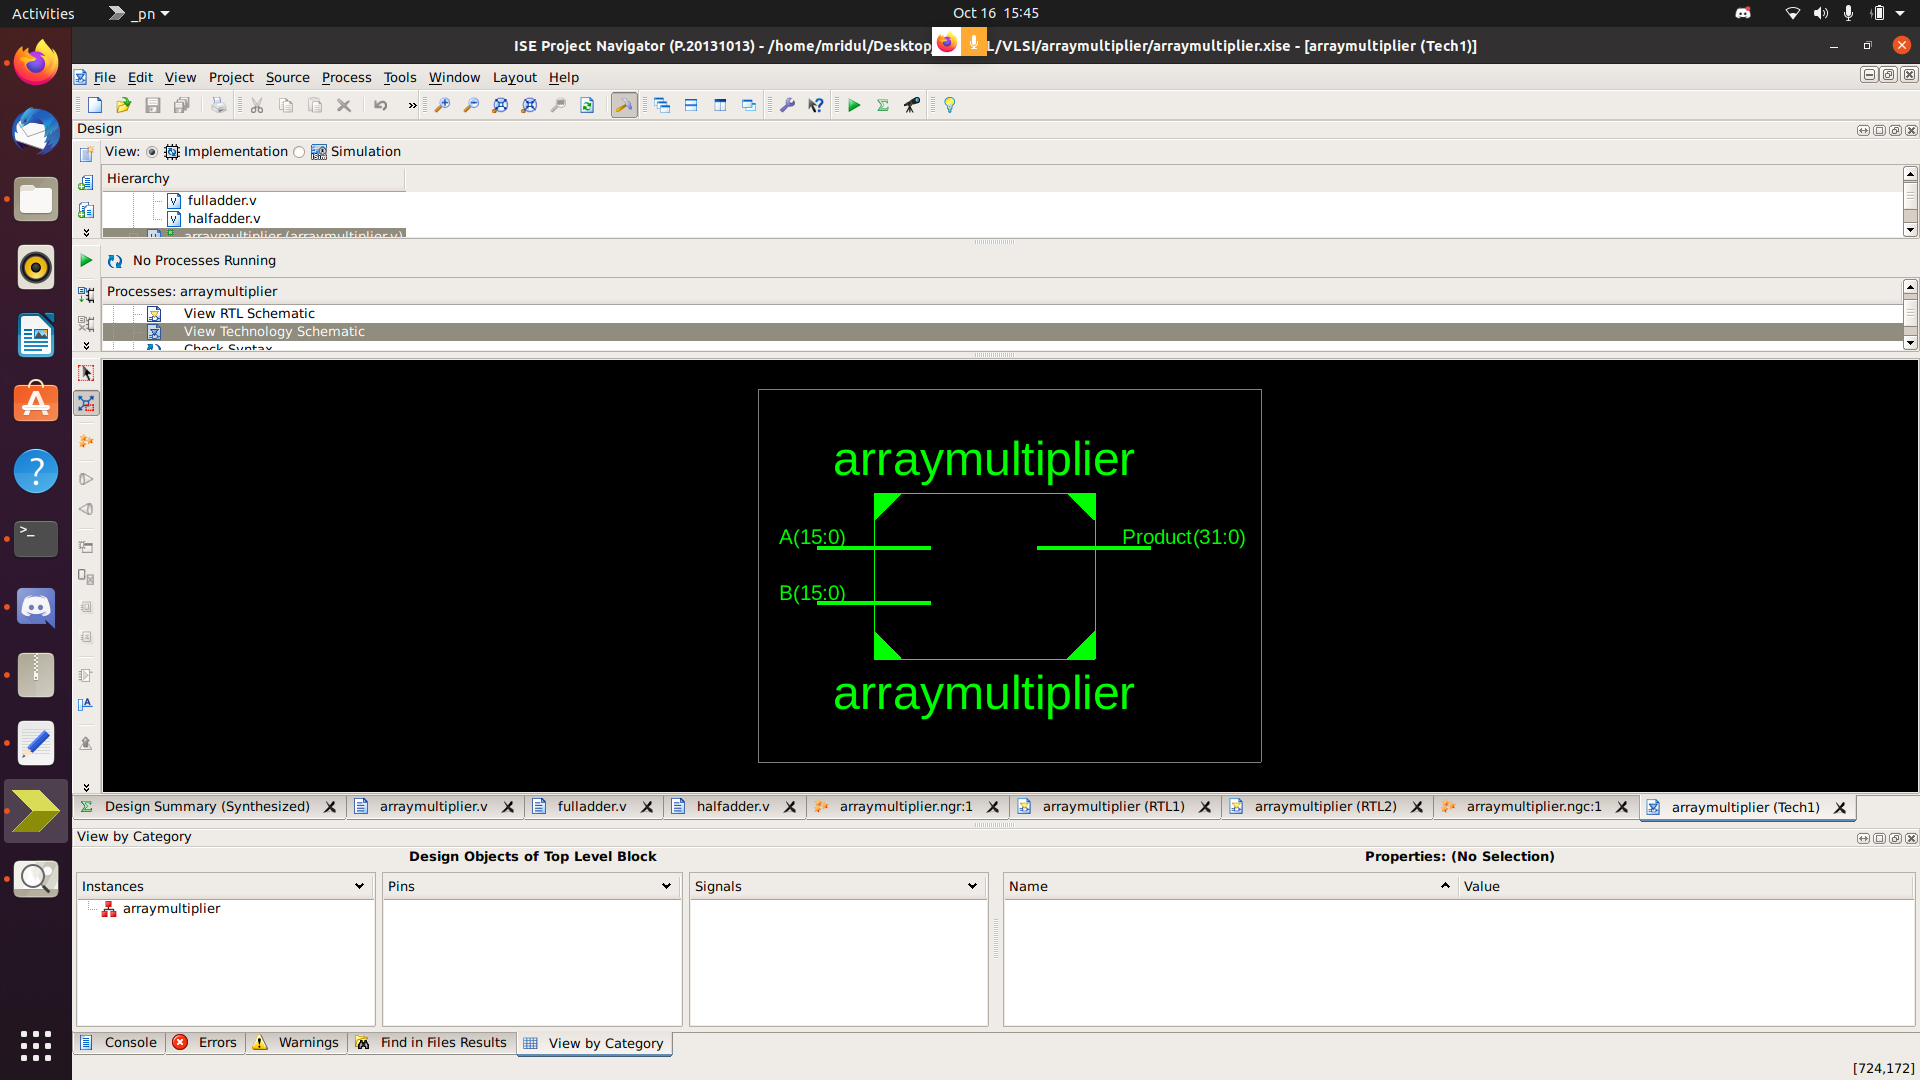 Activities
_pn
Oct 16 15:45
ISE Project Navigator (P.20131013) - /home/mridul/Desktop
L/VLSI/arraymultiplier/arraymultiplier.xise - [arraymultiplier (Tech1)]
File Edit View Project Source Process Tools Window Layout Help
Design
View: Implementation Simulation
Hierarchy
fulladder.v
halfadder.v
arraymultiplier (arraymultiplier.v)
No Processes Running
Processes: arraymultiplier
View RTL Schematic
View Technology Schematic
Check Syntax
arraymultiplier
A(15:0)
Product(31:0)
B(15:0)
arraymultiplier
Design Summary (Synthesized) arraymultiplier.v fulladder.v halfadder.v arraymultiplier.ngr:1 arraymultiplier (RTL1) arraymultiplier (RTL2) arraymultiplier.ngc:1 arraymultiplier (Tech1)
View by Category
Design Objects of Top Level Block
Properties: (No Selection)
Instances Pins Signals Name Value
arraymultiplier
Console Errors Warnings Find in Files Results View by Category
[724,172]